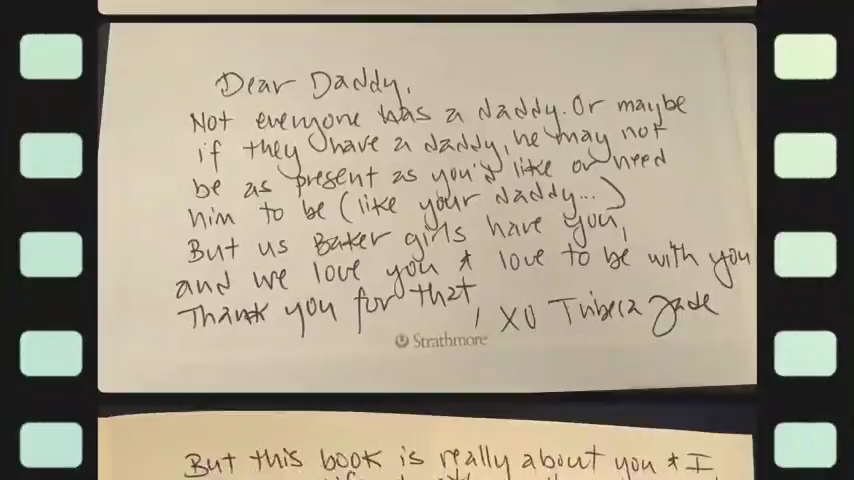 Dear Daddy,
Not everyone has a daddy. Or maybe
if they have a daddy, he may not
be as present as you'd like or need
him to be (like your daddy...)
But us Baker girls have you,
and we love you * love to be with you
Thank you for that,
XO Tribeca Jade
Strathmore
But this book is really about you * I